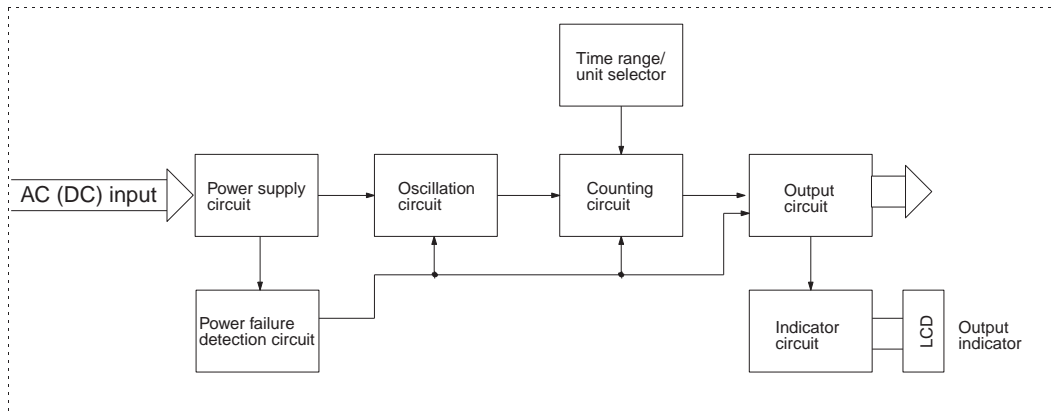 Time range/
unit selector
AC (DC) input
Power supply
circuit
Oscillation
circuit
Counting
circuit
Output
circuit
Power failure
detection circuit
Indicator
circuit
LCD
Output
indicator